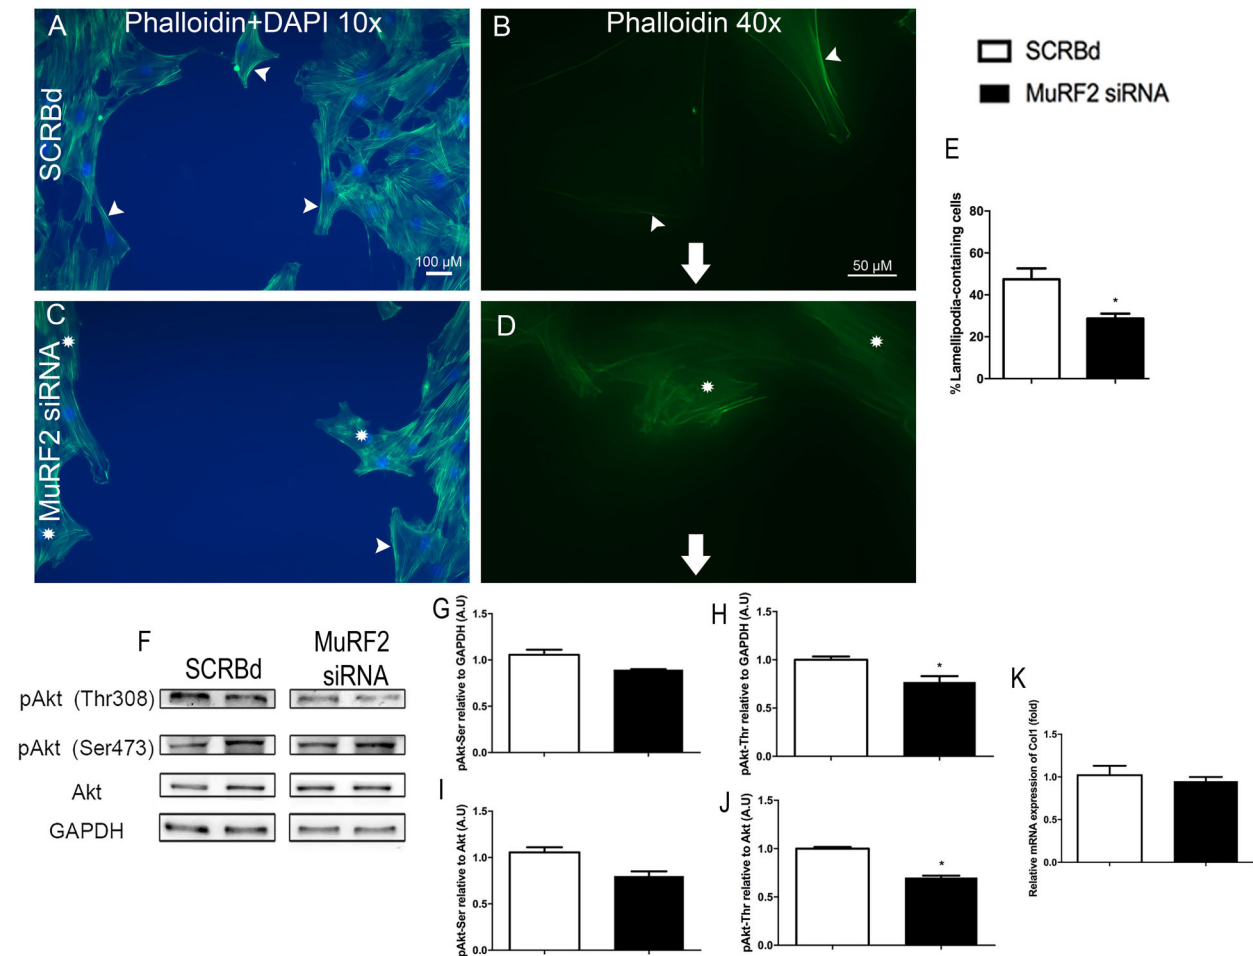 A
Phalloidin+DAPI 10x
B
Phalloidin 40x
SCRBd
100 µM
50 µM
SCRBd
MuRF2 siRNA
E
% Lamellipodia-containing cells
80
60
40
20
0
*
C
D
MuRF2 siRNA
F
SCRBd
MuRF2
siRNA
pAkt (Thr308)
pAkt (Ser473)
Akt
GAPDH
G
pAkt-Ser relative to GAPDH (A.U)
1.5
1.0
0.5
0.0
H
pAkt-Thr relative to GAPDH (A.U)
1.5
1.0
0.5
0.0
*
I
pAkt-Ser relative to Akt (A.U)
1.5
1.0
0.5
0.0
J
pAkt-Thr relative to Akt (A.U)
1.5
1.0
0.5
0.0
*
K
Relative mRNA expression of Col1 (fold)
1.5
1.0
0.5
0.0